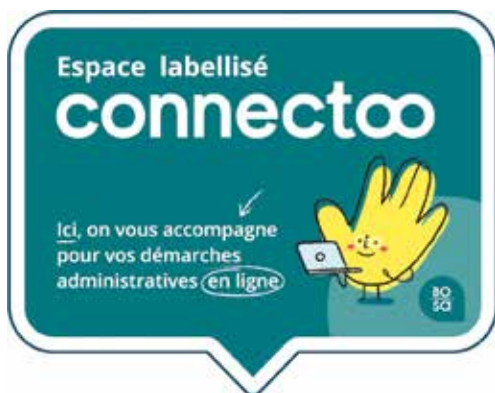 Espace labellisé
connectoo
Ici, on vous accompagne
pour vos démarches
administratives en ligne
BO
SA